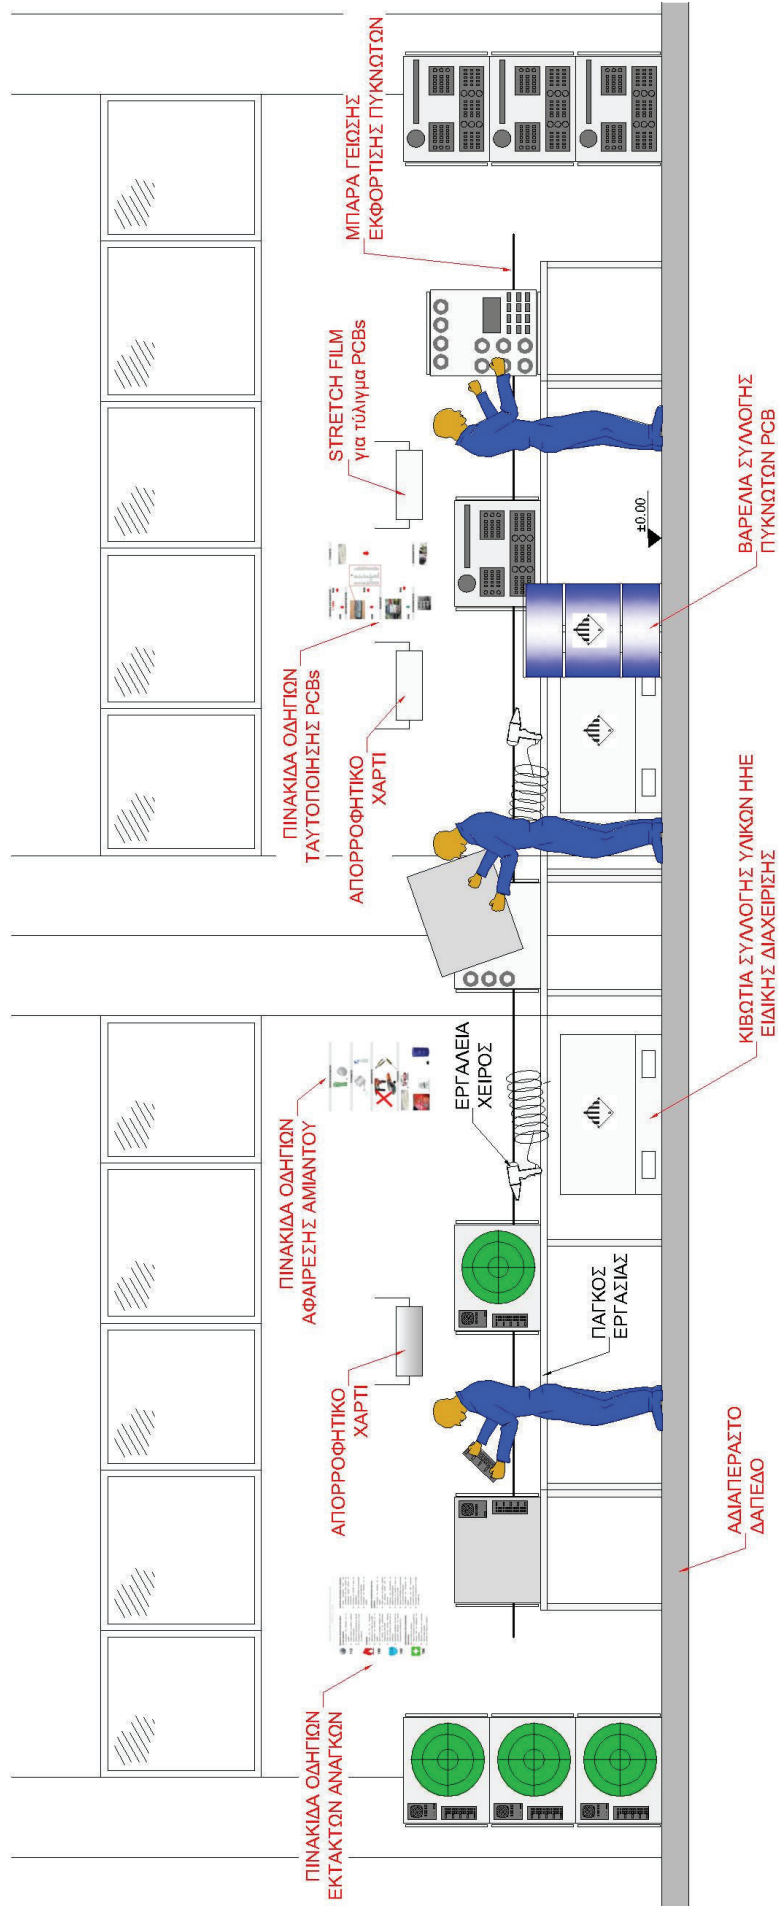 ΠΙΝΑΚΙΔΑ ΟΔΗΓΙΩΝ
ΕΚΤΑΚΤΩΝ ΑΝΑΓΚΩΝ
ΑΠΟΡΡΟΦΗΤΙΚΟ
ΧΑΡΤΙ
ΠΙΝΑΚΙΔΑ ΟΔΗΓΙΩΝ
ΑΦΑΙΡΕΣΗΣ ΑΜΙΑΝΤΟΥ
ΑΠΟΡΡΟΦΗΤΙΚΟ
ΧΑΡΤΙ
ΠΙΝΑΚΙΔΑ ΟΔΗΓΙΩΝ
ΤΑΥΤΟΠΟΙΗΣΗΣ PCBs
STRETCH FILM
για τύλιγμα PCBs
ΜΠΑΡΑ ΓΕΙΩΣΗΣ
ΕΚΦΟΡΤΙΣΗΣ ΠΥΚΝΩΤΩΝ
ΕΡΓΑΛΕΙΑ
ΧΕΙΡΟΣ
ΠΑΓΚΟΣ
ΕΡΓΑΣΙΑΣ
±0.00
ΑΔΙΑΠΕΡΑΣΤΟ
ΔΑΠΕΔΟ
ΚΙΒΩΤΙΑ ΣΥΛΛΟΓΗΣ ΥΛΙΚΩΝ ΗΗΕ
ΕΙΔΙΚΗΣ ΔΙΑΧΕΙΡΙΣΗΣ
ΒΑΡΕΛΙΑ ΣΥΛΛΟΓΗΣ
ΠΥΚΝΩΤΩΝ PCB